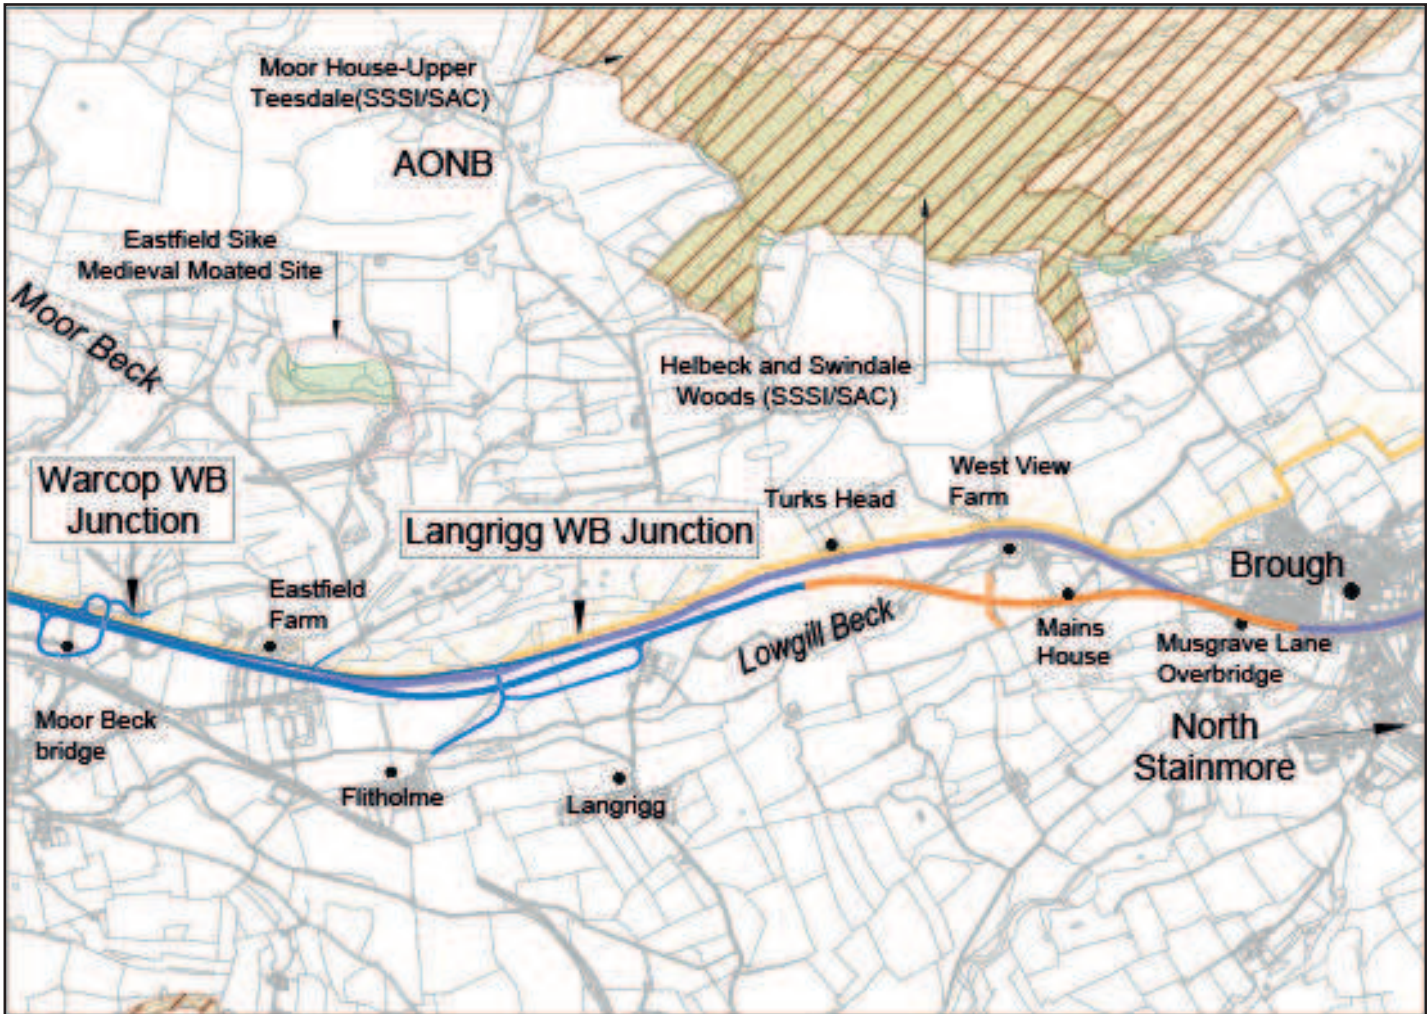 Moor House-Upper
Teesdale(SSSI/SAC)
AONB
Eastfield Sike
Medieval Moated Site
Moor Beck
Helbeck and Swindale
Woods (SSSI/SAC)
Warcop WB
Junction
Langrigg WB Junction
Turks Head
West View
Farm
Brough
Eastfield
Farm
Lowgill Beck
Mains
House
Musgrave Lane
Overbridge
Moor Beck
bridge
North
Stainmore
Flitholme
Langrigg